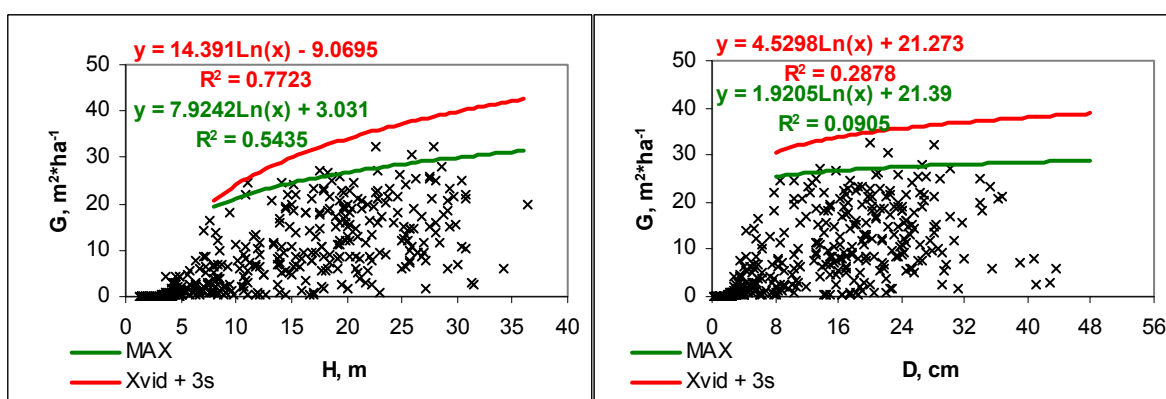 y = 14.391Ln(x) - 9.0695
R² = 0.7723
y = 7.9242Ln(x) + 3.031
R² = 0.5435
G, m²*ha⁻¹
50
40
30
20
10
0
0 5 10 15 20 25 30 35 40
H, m
MAX
Xvid + 3s
y = 4.5298Ln(x) + 21.273
R² = 0.2878
y = 1.9205Ln(x) + 21.39
R² = 0.0905
G, m²*ha⁻¹
50
40
30
20
10
0
0 8 16 24 32 40 48 56
D, cm
MAX
Xvid + 3s